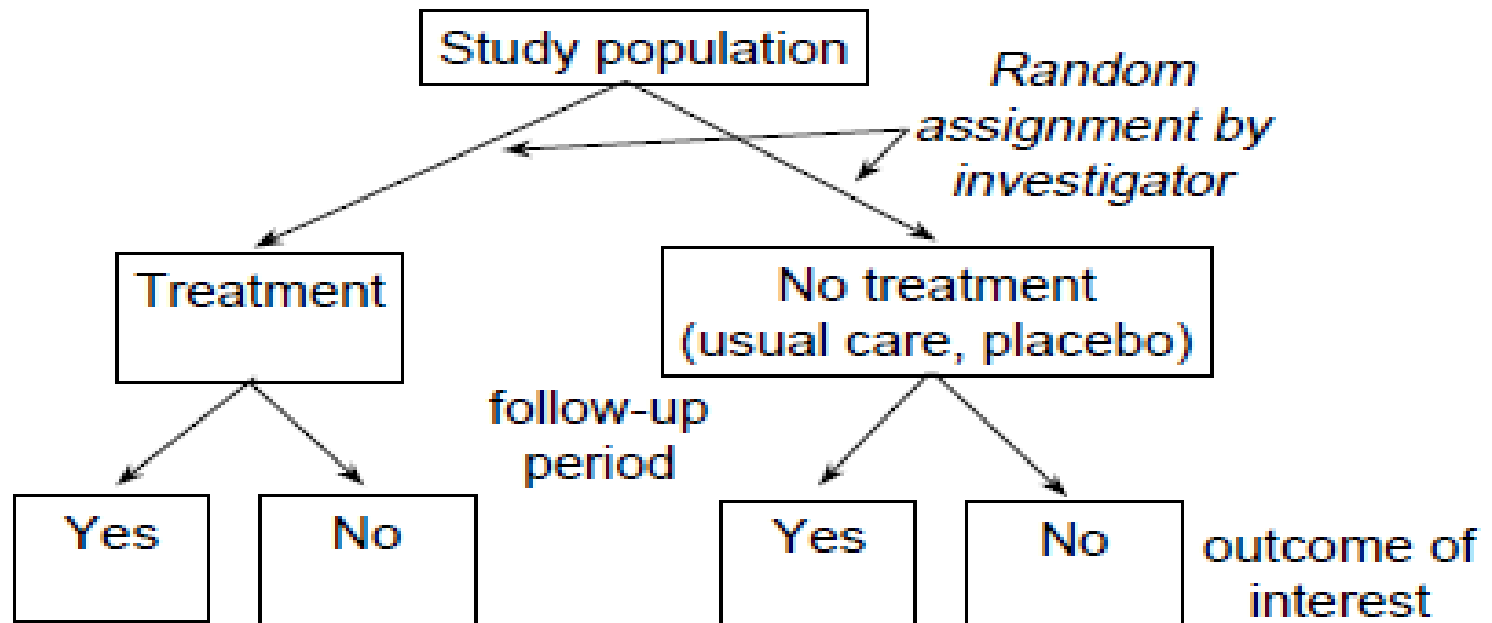 Study population
Random
assignment by
investigator
Treatment
No treatment
(usual care, placebo)
follow-up
period
Yes
No
Yes
No
outcome of
interest